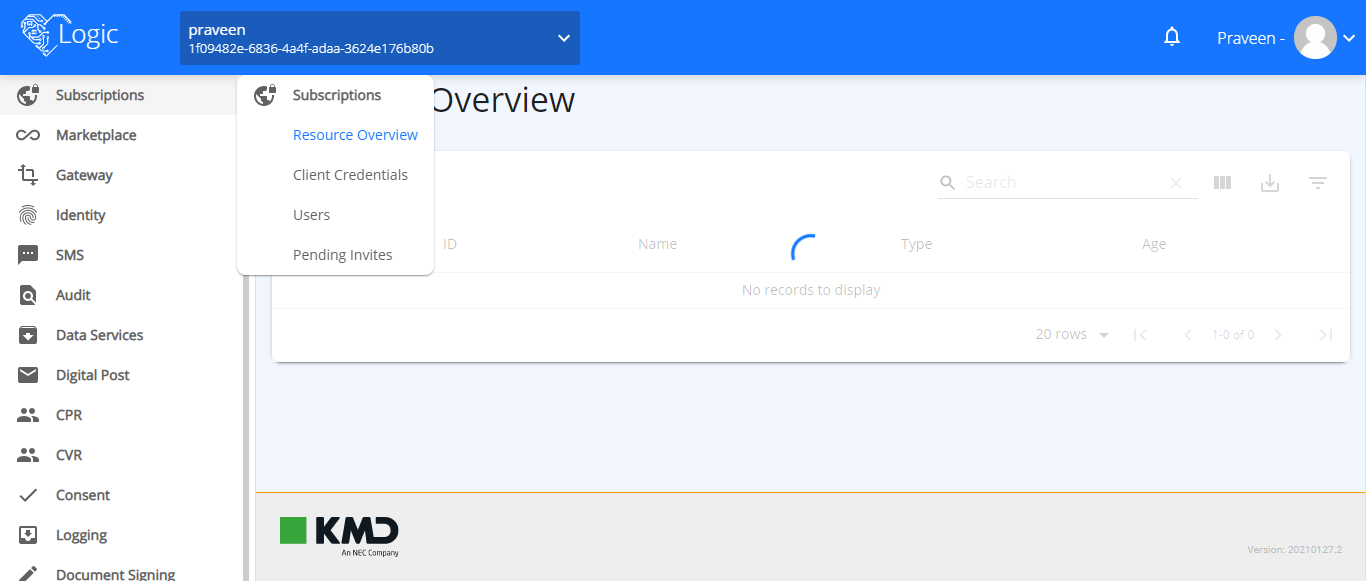 Logic
praveen
1f09482e-6836-4a4f-adaa-3624e176b80b
Praveen -
Subscriptions
Marketplace
Gateway
Identity
SMS
Audit
Data Services
Digital Post
CPR
CVR
Consent
Logging
Document Signing
Subscriptions
Resource Overview
Client Credentials
Users
Pending Invites
Overview
Search
ID Name Type Age
No records to display
20 rows 1-0 of 0
KMD
An NEC Company
Version: 20210127.2